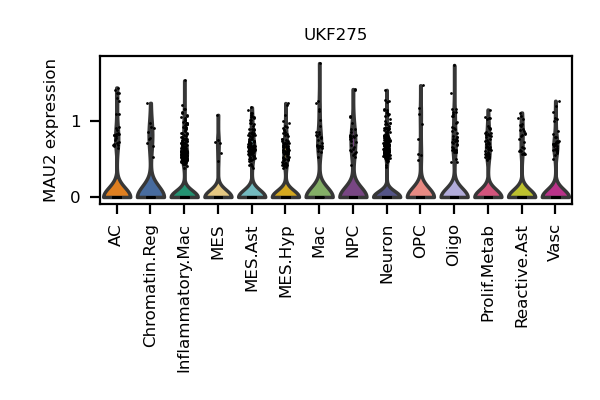 UKF275
MAU2 expression
1
0
AC
Chromatin.Reg
Inflammatory.Mac
MES
MES.Ast
MES.Hyp
Mac
NPC
Neuron
OPC
Oligo
Prolif.Metab
Reactive.Ast
Vasc